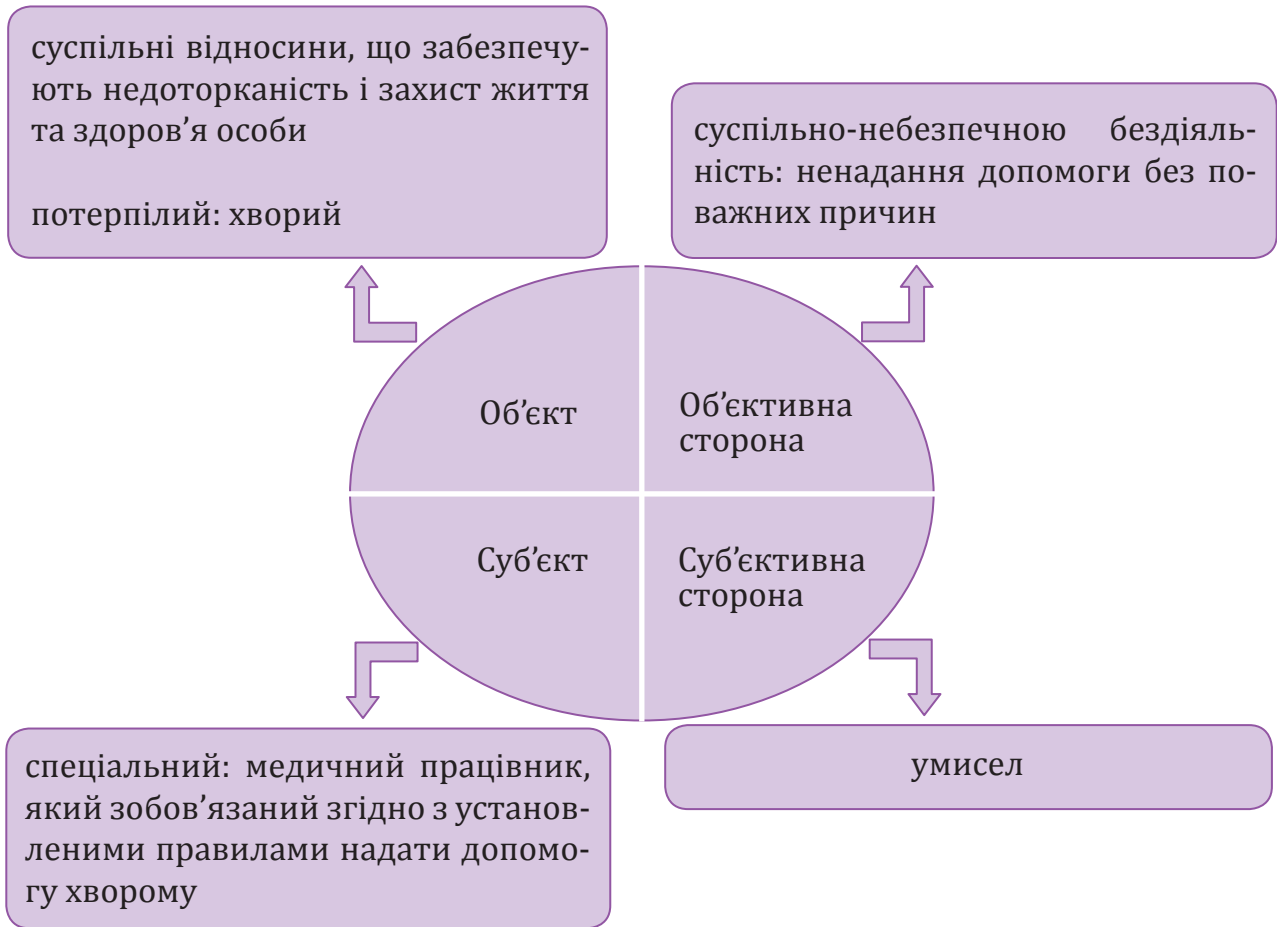 суспільні відносини, що забезпечу-
ють недоторканість і захист життя
та здоров’я особи
потерпілий: хворий
суспільно-небезпечною бездіяль-
ність: ненадання допомоги без по-
важних причин
Об’єкт
Об’єктивна
сторона
Суб’єкт
Суб’єктивна
сторона
спеціальний: медичний працівник,
який зобов’язаний згідно з установ-
леними правилами надати допомо-
гу хворому
умисел